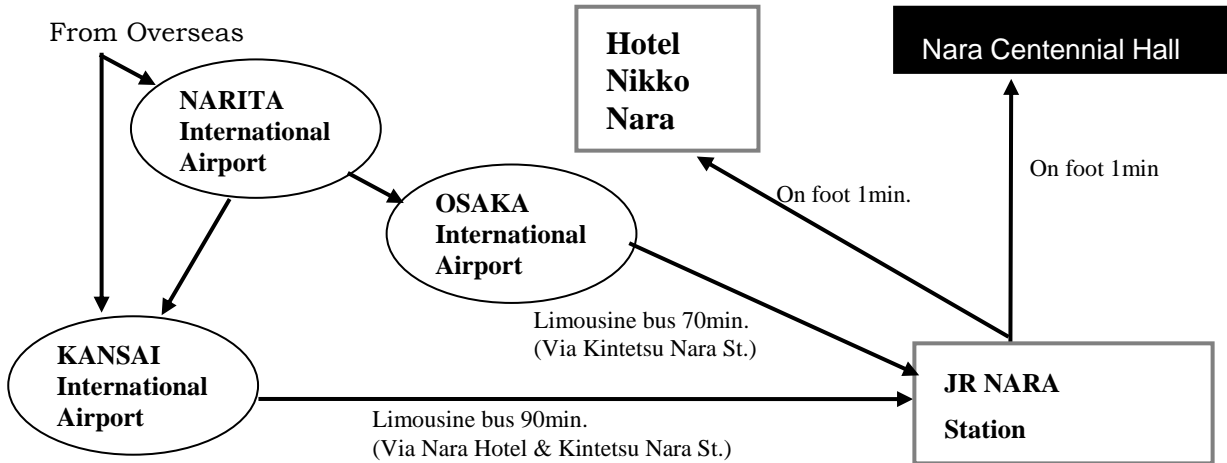 From Overseas
NARITA
International
Airport
Hotel
Nikko
Nara
Nara Centennial Hall
OSAKA
International
Airport
On foot 1min.
On foot 1min
Limousine bus 70min.
(Via Kintetsu Nara St.)
KANSAI
International
Airport
JR NARA
Station
Limousine bus 90min.
(Via Nara Hotel & Kintetsu Nara St.)